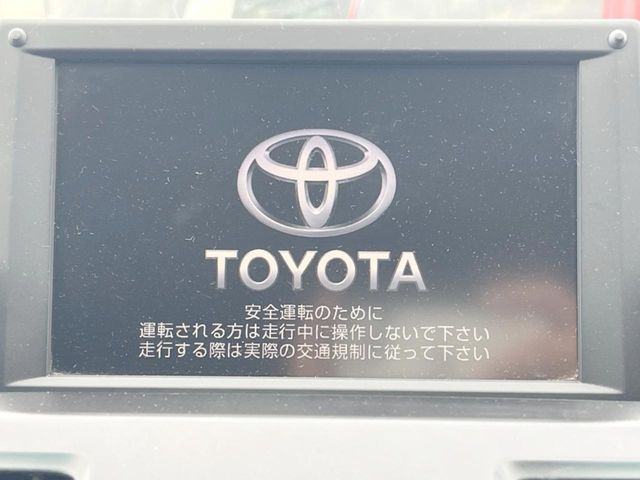 TOYOTA
安全運転のために
運転される方は走行中に操作しないで下さい
走行する際は実際の交通規制に従って下さい